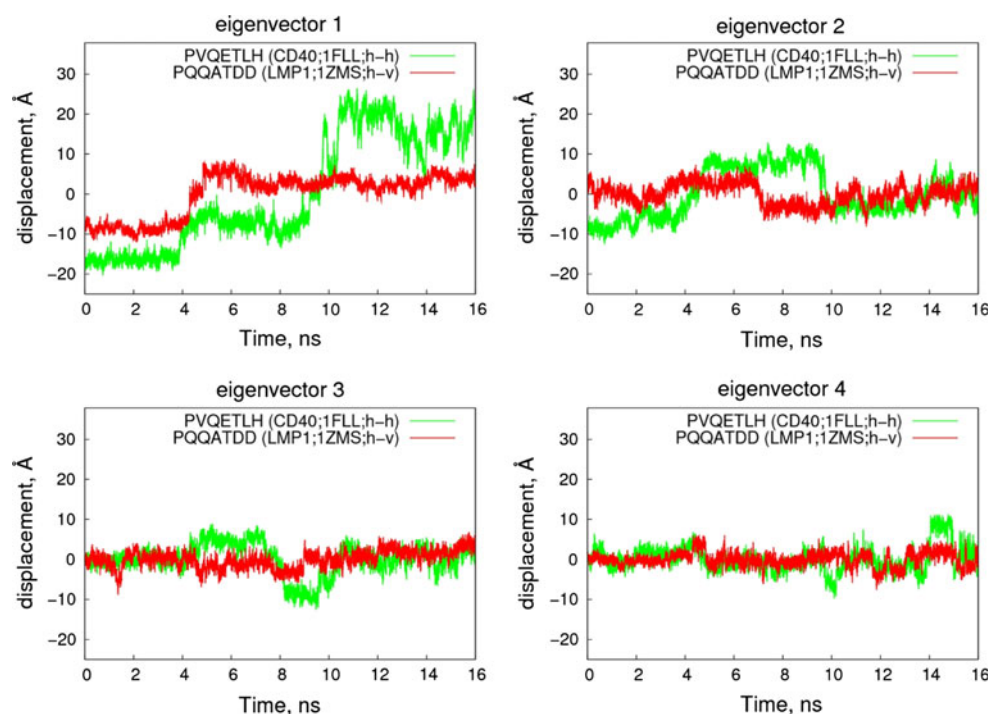 eigenvector 1
PVQETLH (CD40;1FLL;h-h)
PQQATDD (LMP1;1ZMS;h-v)
displacement, Å
30
20
10
0
−10
−20
0 2 4 6 8 10 12 14 16
Time, ns
eigenvector 2
PVQETLH (CD40;1FLL;h-h)
PQQATDD (LMP1;1ZMS;h-v)
displacement, Å
30
20
10
0
−10
−20
0 2 4 6 8 10 12 14 16
Time, ns
eigenvector 3
PVQETLH (CD40;1FLL;h-h)
PQQATDD (LMP1;1ZMS;h-v)
displacement, Å
30
20
10
0
−10
−20
0 2 4 6 8 10 12 14 16
Time, ns
eigenvector 4
PVQETLH (CD40;1FLL;h-h)
PQQATDD (LMP1;1ZMS;h-v)
displacement, Å
30
20
10
0
−10
−20
0 2 4 6 8 10 12 14 16
Time, ns